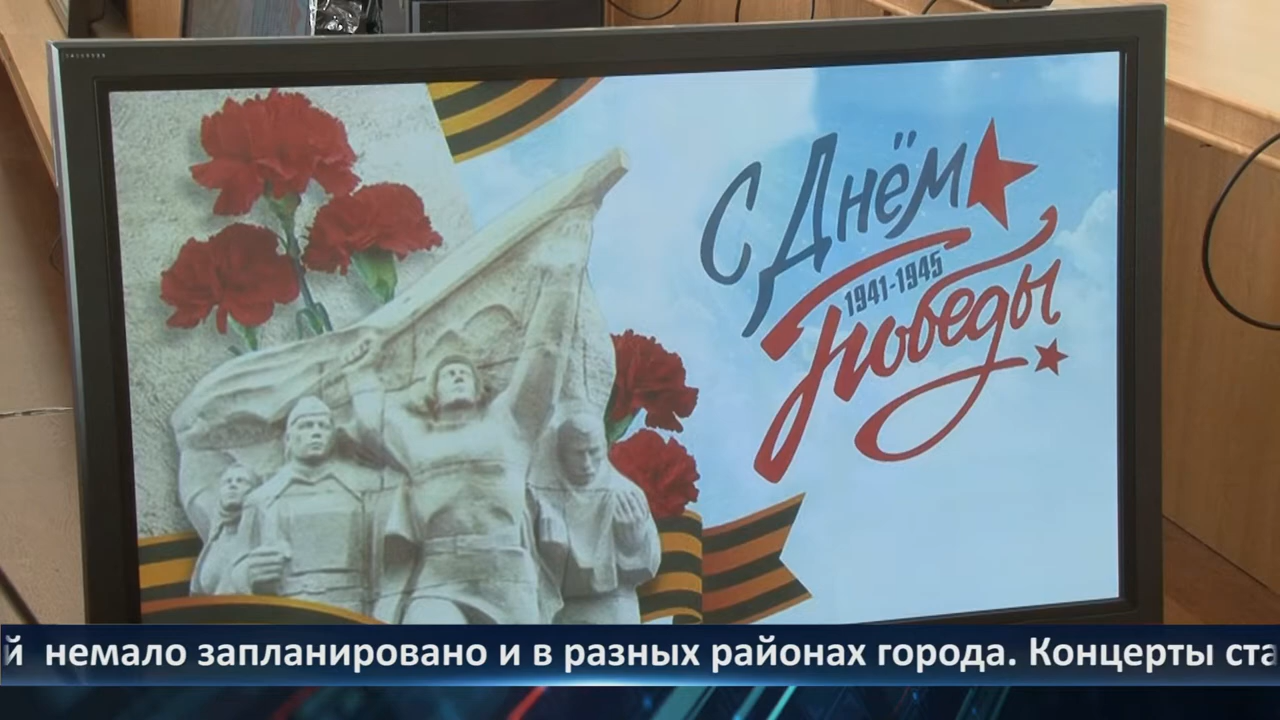 С Днём
1941-1945
Победы
й немало запланировано и в разных районах города. Концерты ста